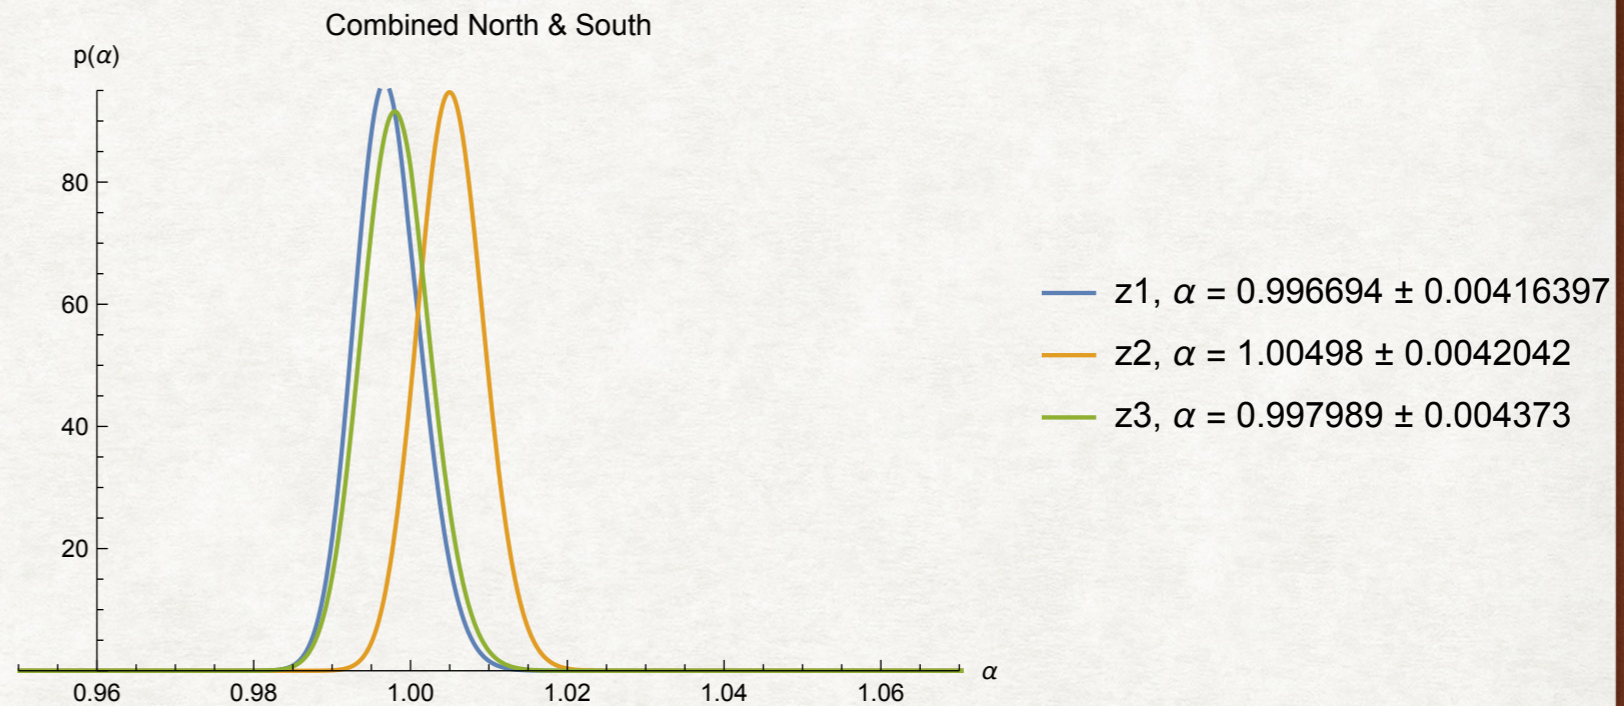 Combined North & South
p(α)
80
60
40
20
0.96 0.98 1.00 1.02 1.04 1.06
α
z1, α = 0.996694 ± 0.00416397
z2, α = 1.00498 ± 0.0042042
z3, α = 0.997989 ± 0.004373